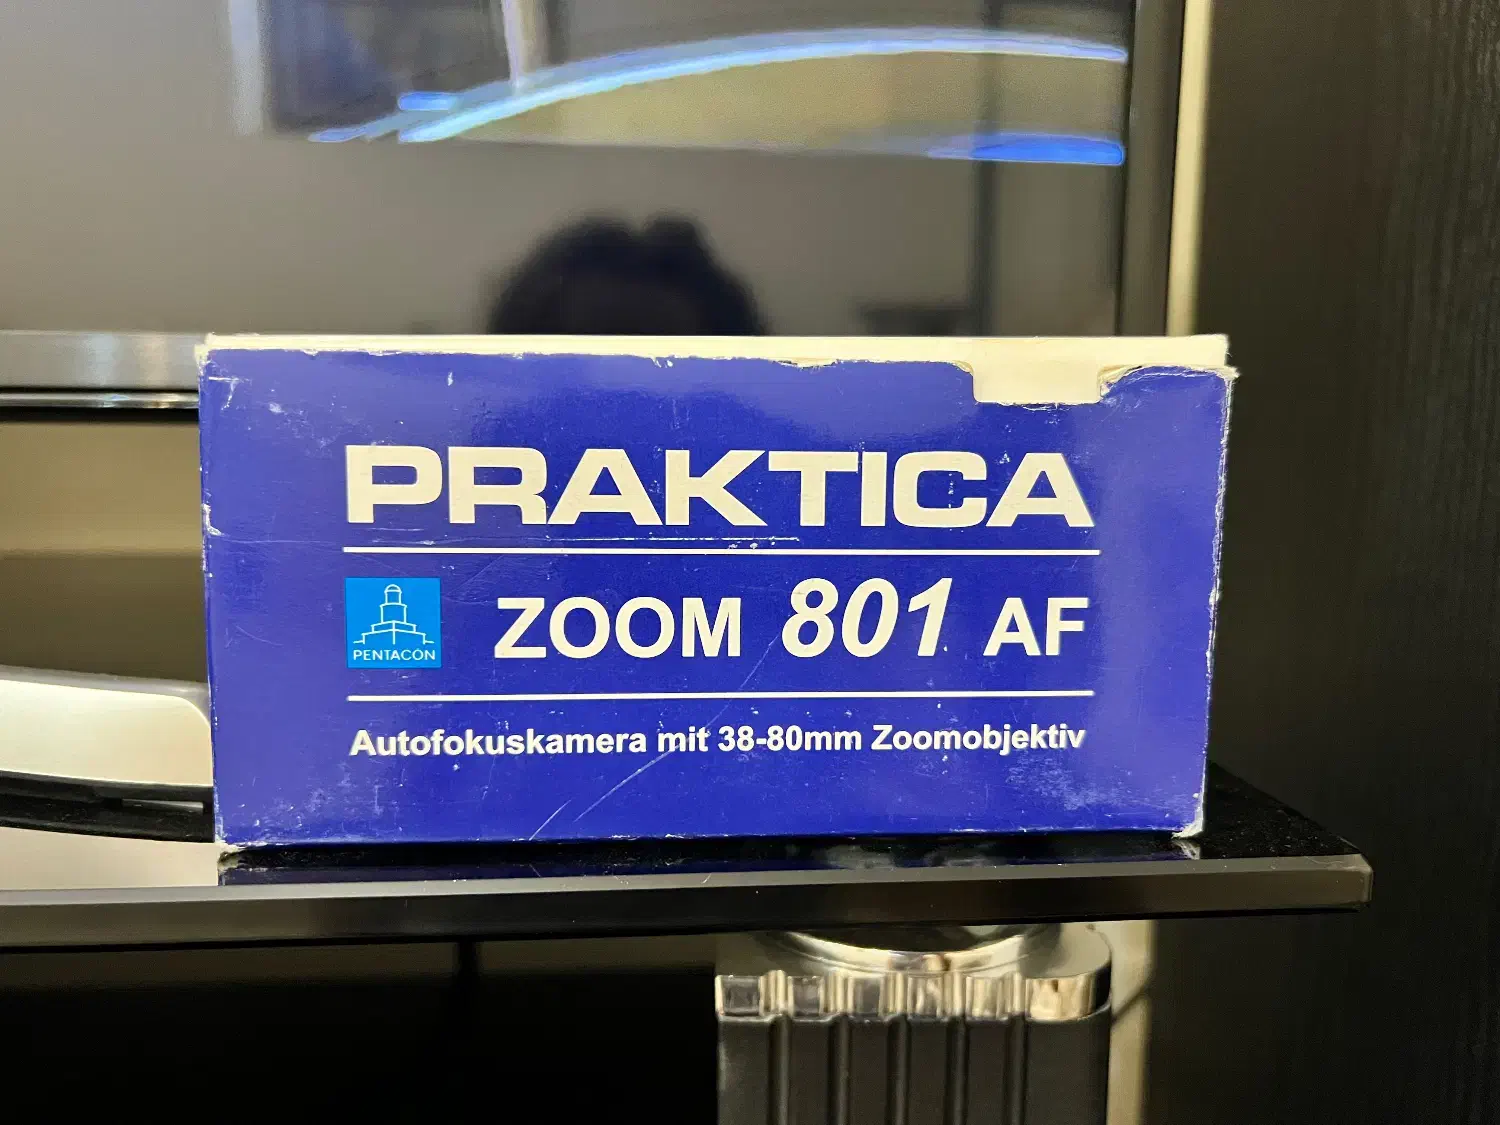 PRAKTICA
PENTACON
ZOOM 801 AF
Autofokuskamera mit 38-80mm Zoomobjektiv